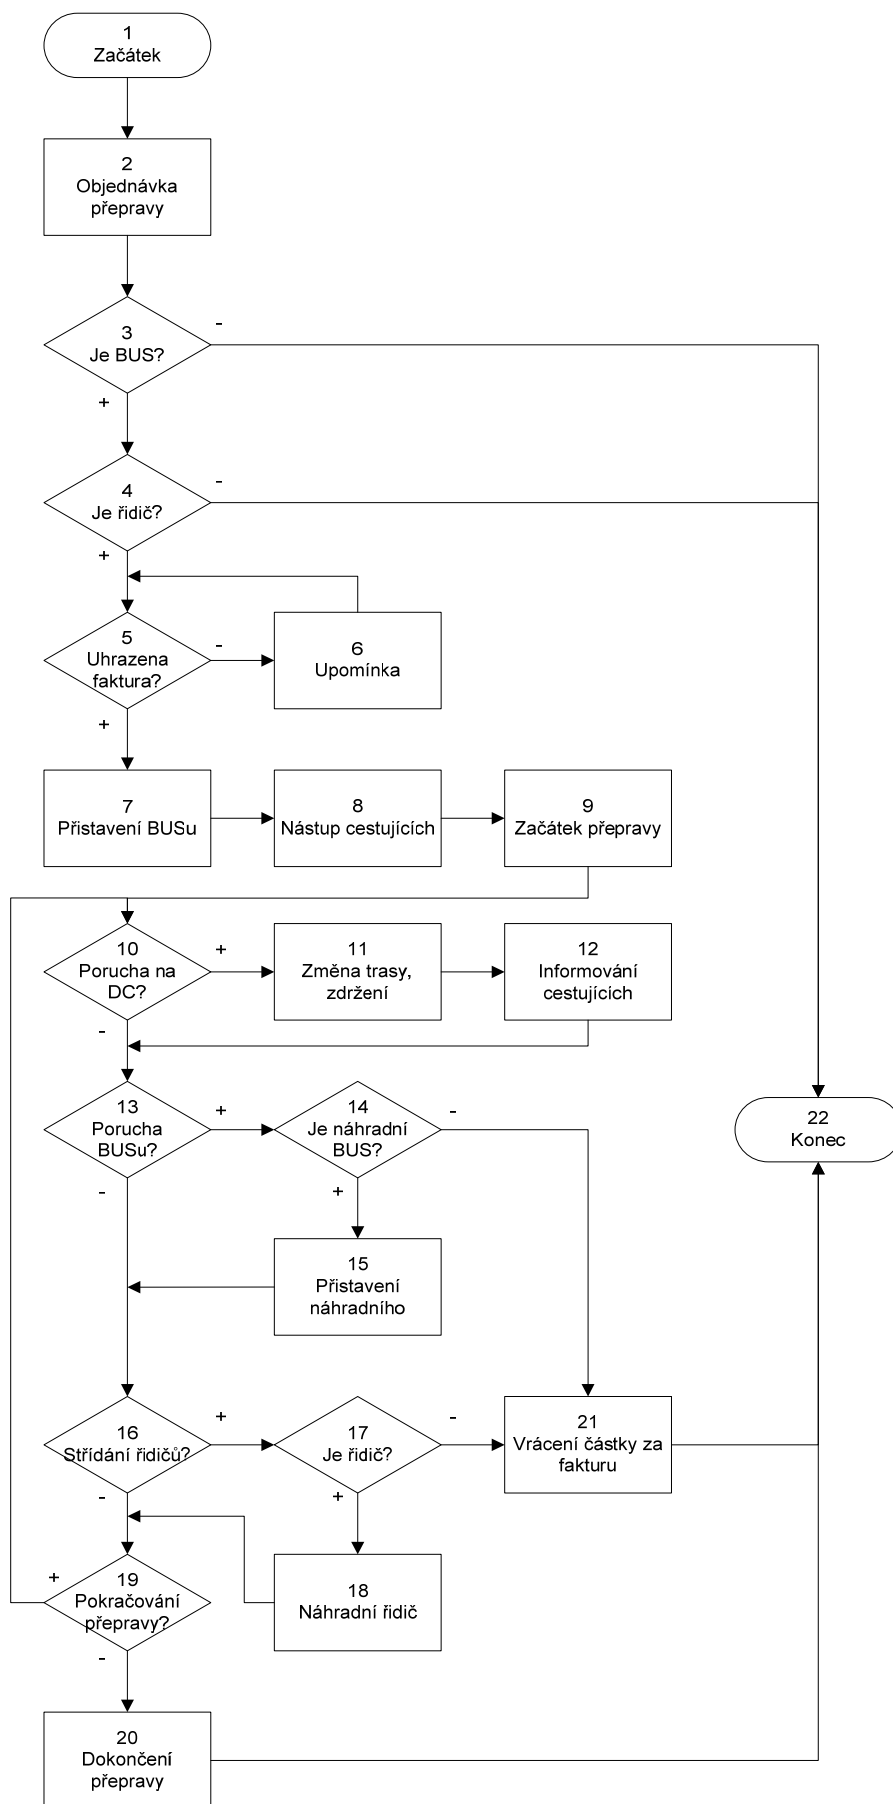 1
Začátek
2
Objednávka
přepravy
3
Je BUS?
-
+
4
Je řidič?
-
+
5
Uhrazena
faktura?
-
+
6
Upomínka
7
Přistavení BUSu
8
Nástup cestujících
9
Začátek přepravy
10
Porucha na
DC?
+
-
11
Změna trasy,
zdržení
12
Informování
cestujících
13
Porucha
BUSu?
+
-
14
Je náhradní
BUS?
-
+
22
Konec
15
Přistavení
náhradního
16
Střídání řidičů?
+
-
17
Je řidič?
-
+
21
Vrácení částky za
fakturu
19
Pokračování
přepravy?
+
-
18
Náhradní řidič
20
Dokončení
přepravy